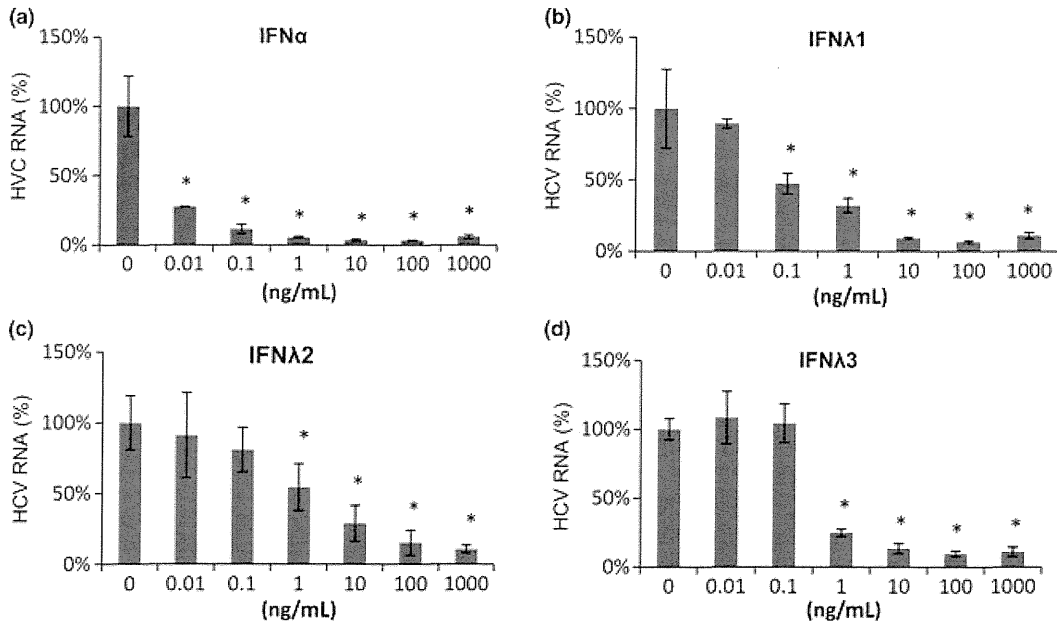 (a)
IFNα
150%
100%
50%
0%
HVC RNA (%)
* * * * * *
0 0.01 0.1 1 10 100 1000
(ng/mL)
(b)
IFNλ1
150%
100%
50%
0%
HCV RNA (%)
* * * * *
0 0.01 0.1 1 10 100 1000
(ng/mL)
(c)
IFNλ2
150%
100%
50%
0%
HCV RNA (%)
* * * *
0 0.01 0.1 1 10 100 1000
(ng/mL)
(d)
IFNλ3
150%
100%
50%
0%
HCV RNA (%)
* * * *
0 0.01 0.1 1 10 100 1000
(ng/mL)